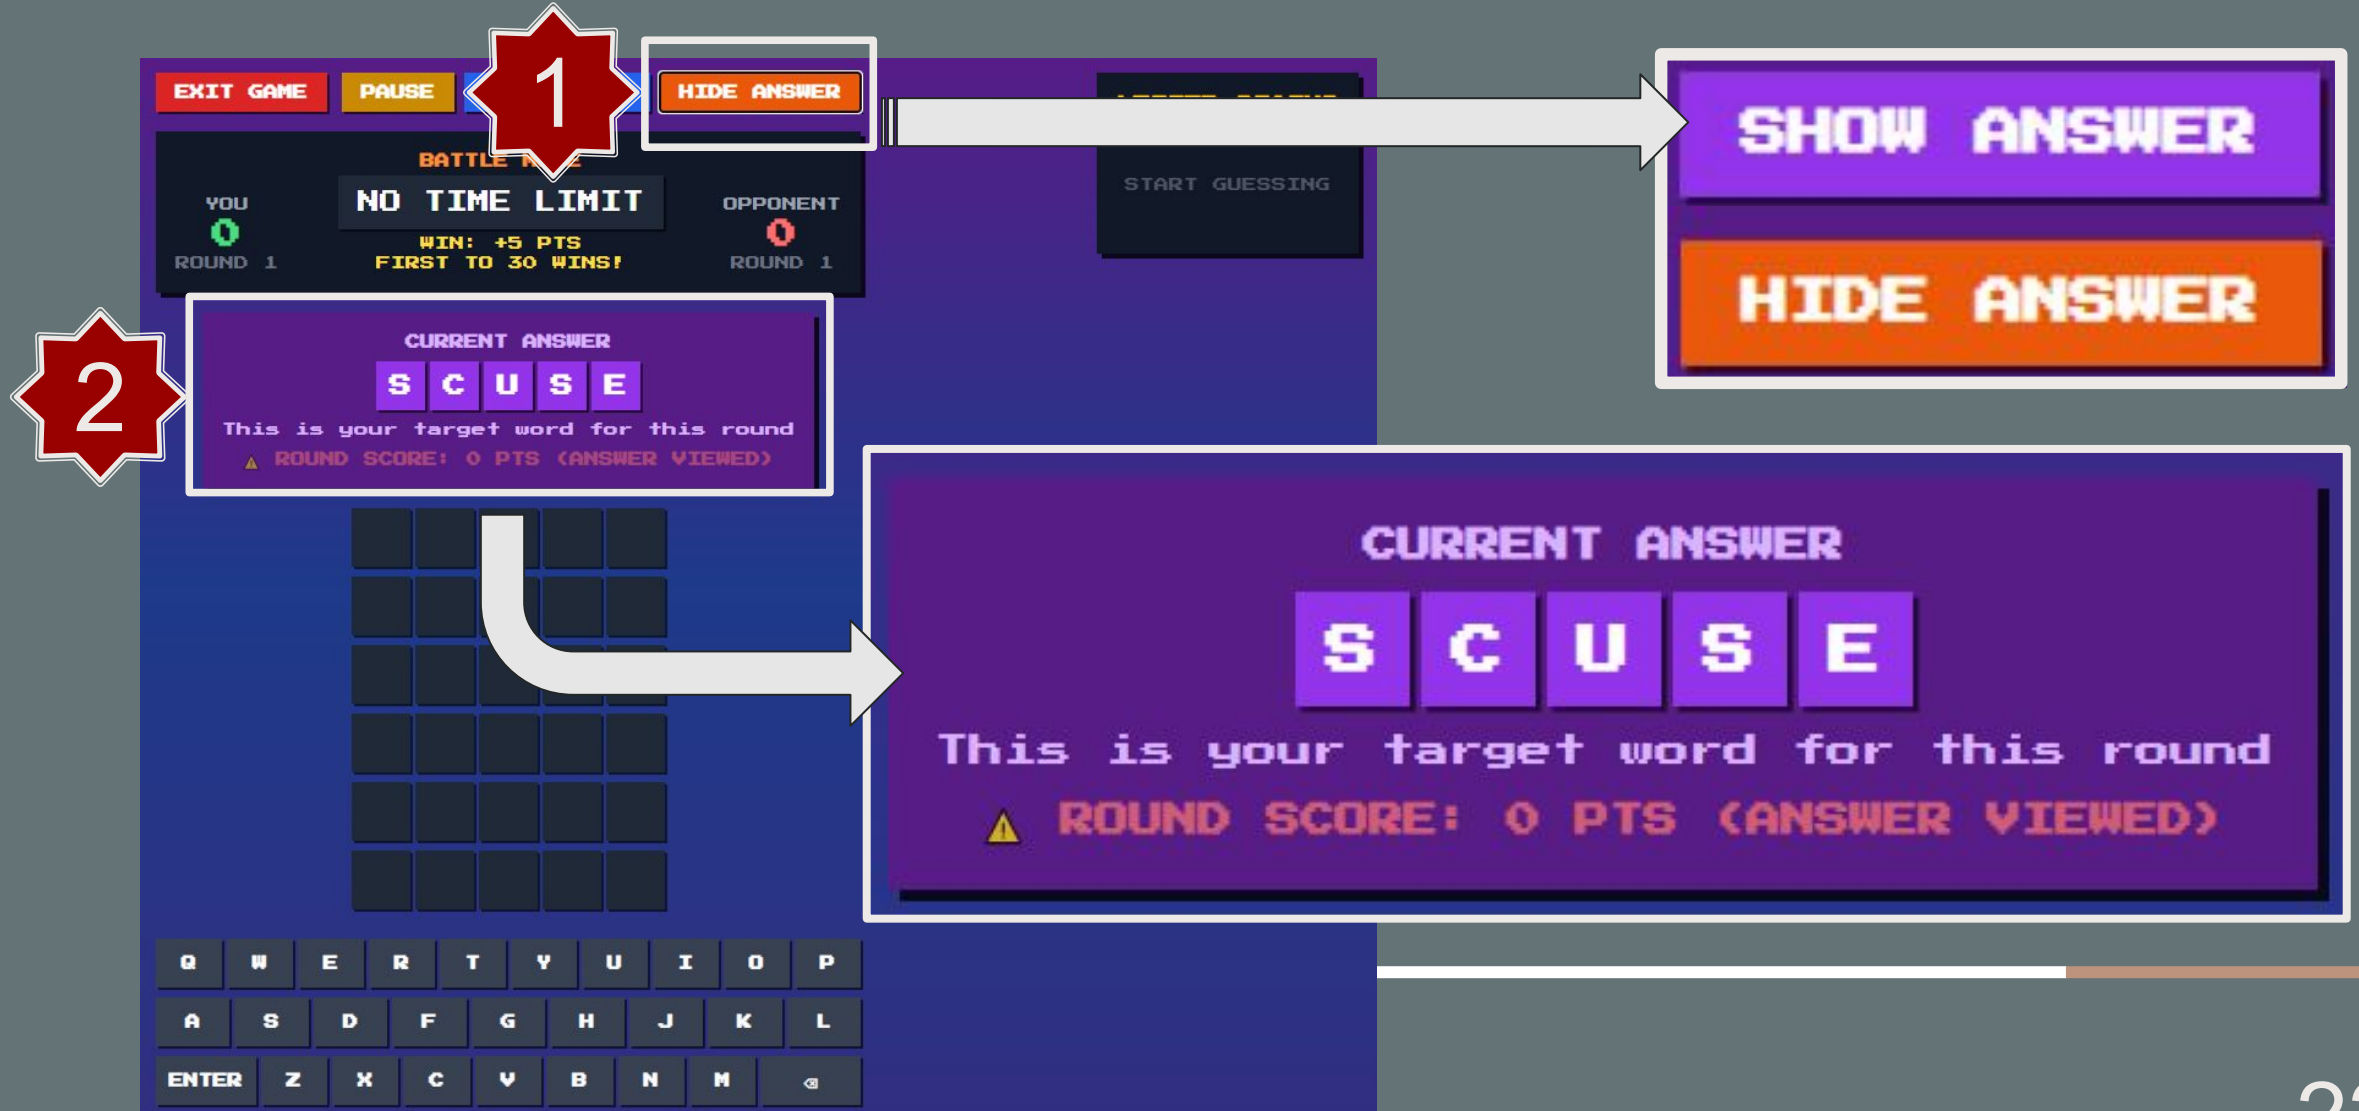 1
EXIT GAME
PAUSE
HIDE ANSWER
SHOW ANSWER
HIDE ANSWER
NO TIME LIMIT
YOU
0
ROUND 1
WIN: +5 PTS
FIRST TO 30 WINS!
OPPONENT
0
ROUND 1
START GUESSING
2
CURRENT ANSWER
S C U S E
This is your target word for this round
⚠ ROUND SCORE: 0 PTS (ANSWER VIEWED)
CURRENT ANSWER
S C U S E
This is your target word for this round
⚠ ROUND SCORE: 0 PTS (ANSWER VIEWED)
Q W E R T Y U I O P
A S D F G H J K L
ENTER Z X C V B N M ⌫